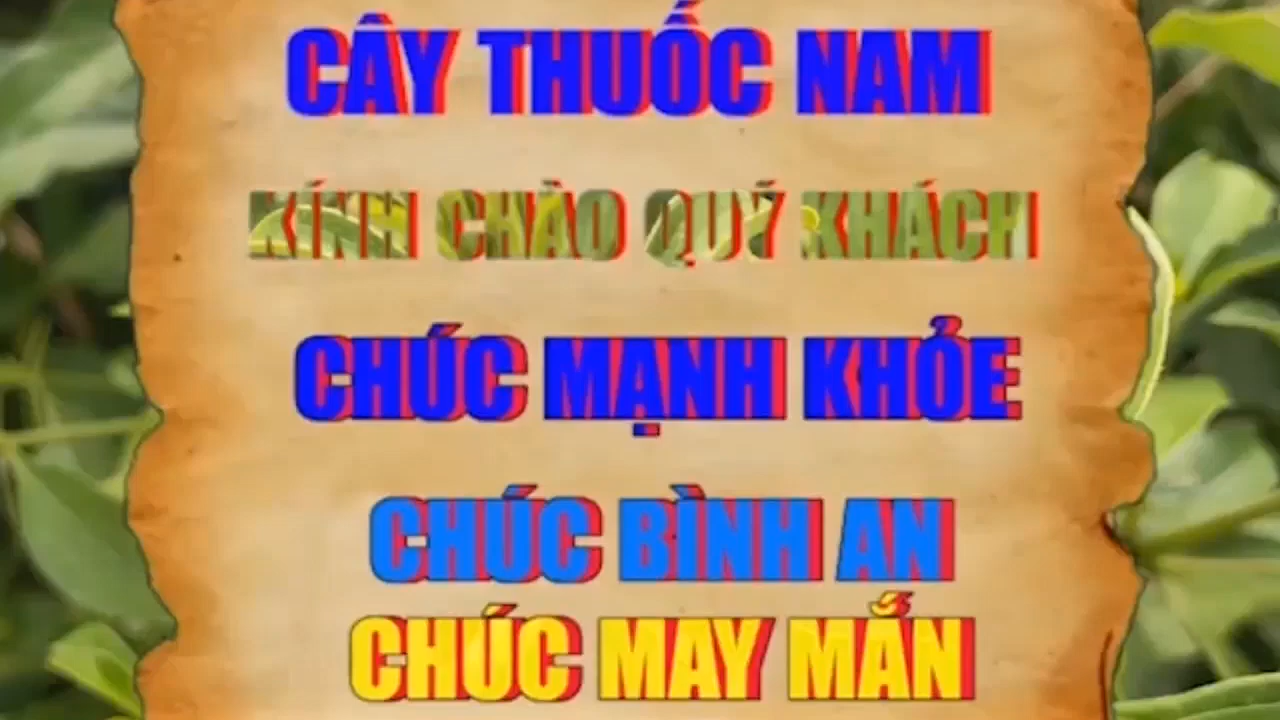 CÂY THUỐC NAM
KÍNH CHÀO QUÝ KHÁCH
CHÚC MẠNH KHỎE
CHÚC BÌNH AN
CHÚC MAY MẮN